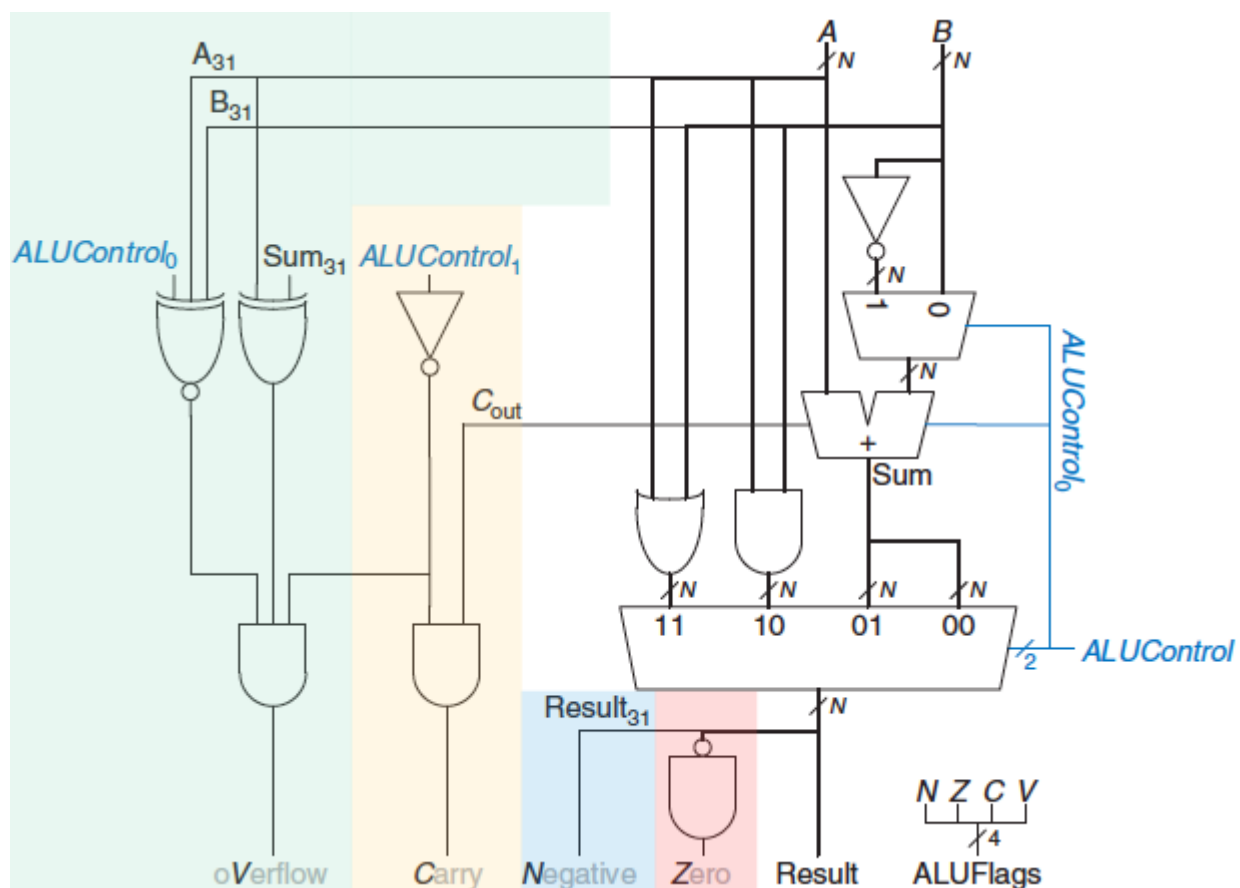 A N B N
A31
B31
ALUControl0 Sum31 ALUControl1
N
1 0
N
ALUControl0
Cout
+
Sum
N N N N
11 10 01 00
2 ALUControl
N
Result31
N Z C V
4
oVerflow Carry Negative Zero Result ALUFlags